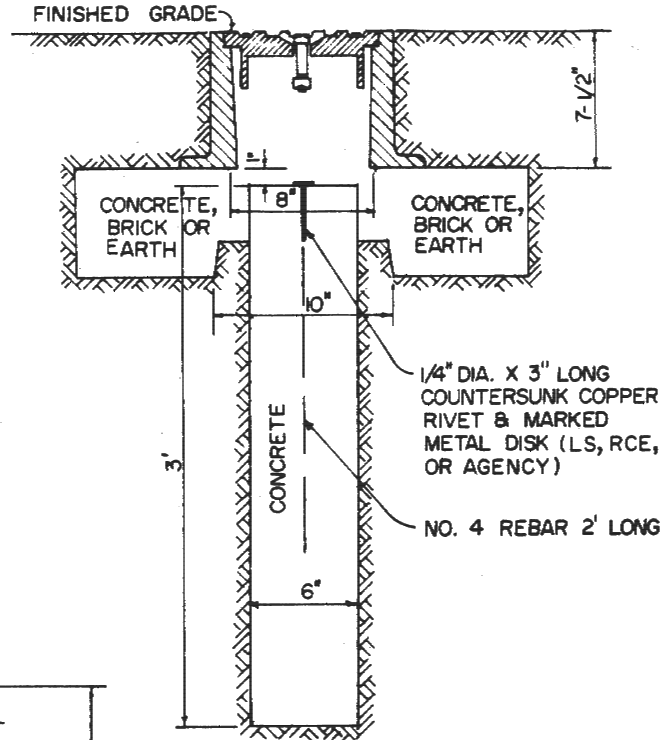 FINISHED GRADE
7-1/2"
1"
8"
CONCRETE,
BRICK OR
EARTH
CONCRETE,
BRICK OR
EARTH
10"
1/4" DIA. X 3" LONG
COUNTERSUNK COPPER
RIVET & MARKED
METAL DISK (LS, RCE,
OR AGENCY)
3'
CONCRETE
NO. 4 REBAR 2' LONG
6"